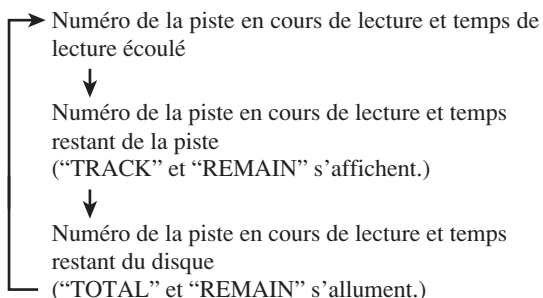 Numéro de la piste en cours de lecture et temps de
lecture écoulé
Numéro de la piste en cours de lecture et temps
restant de la piste
(“TRACK” et “REMAIN” s’affichent.)
Numéro de la piste en cours de lecture et temps
restant du disque
(“TOTAL” et “REMAIN” s’allument.)